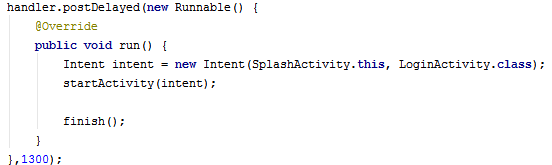 handler.postDelayed(new Runnable() {
    @Override
    public void run() {
        Intent intent = new Intent(SplashActivity.this, LoginActivity.class);
        startActivity(intent);

        finish();
    }
},1300);